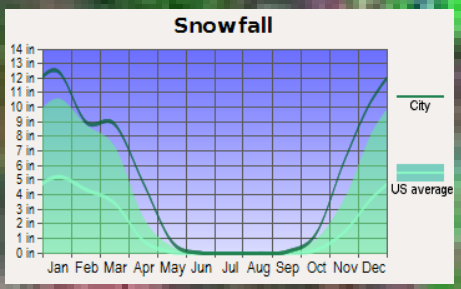 Snowfall
14 in
13 in
12 in
11 in
10 in
9 in
8 in
7 in
6 in
5 in
4 in
3 in
2 in
1 in
0 in
Jan Feb Mar Apr May Jun Jul Aug Sep Oct Nov Dec
City
US average